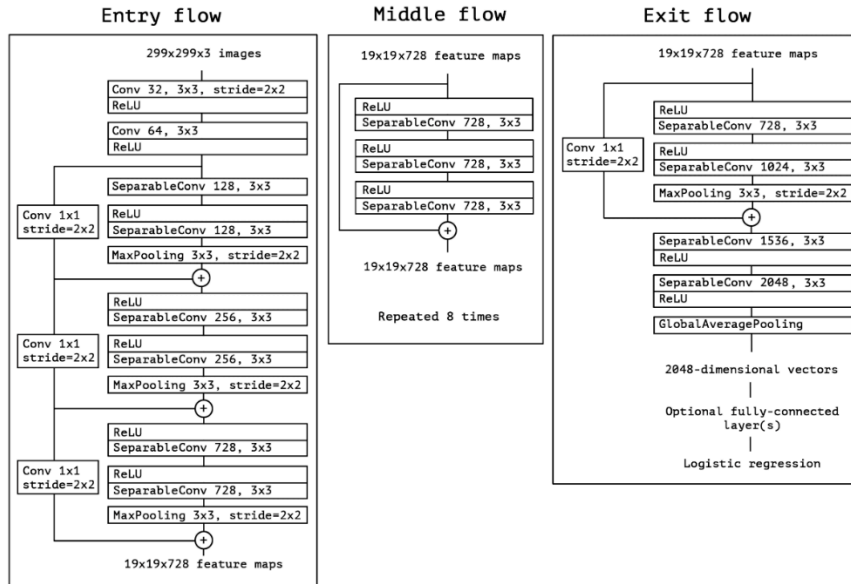 Entry flow
299x299x3 images
Conv 32, 3x3, stride=2x2
ReLU
Conv 64, 3x3
ReLU
SeparableConv 128, 3x3
Conv 1x1
stride=2x2
ReLU
SeparableConv 128, 3x3
MaxPooling 3x3, stride=2x2
+
ReLU
SeparableConv 256, 3x3
Conv 1x1
stride=2x2
ReLU
SeparableConv 256, 3x3
MaxPooling 3x3, stride=2x2
+
ReLU
SeparableConv 728, 3x3
Conv 1x1
stride=2x2
ReLU
SeparableConv 728, 3x3
MaxPooling 3x3, stride=2x2
+
19x19x728 feature maps
Middle flow
19x19x728 feature maps
ReLU
SeparableConv 728, 3x3
ReLU
SeparableConv 728, 3x3
ReLU
SeparableConv 728, 3x3
+
19x19x728 feature maps
Repeated 8 times
Exit flow
19x19x728 feature maps
ReLU
SeparableConv 728, 3x3
Conv 1x1
stride=2x2
ReLU
SeparableConv 1024, 3x3
MaxPooling 3x3, stride=2x2
+
SeparableConv 1536, 3x3
ReLU
SeparableConv 2048, 3x3
ReLU
GlobalAveragePooling
2048-dimensional vectors
Optional fully-connected
layer(s)
Logistic regression